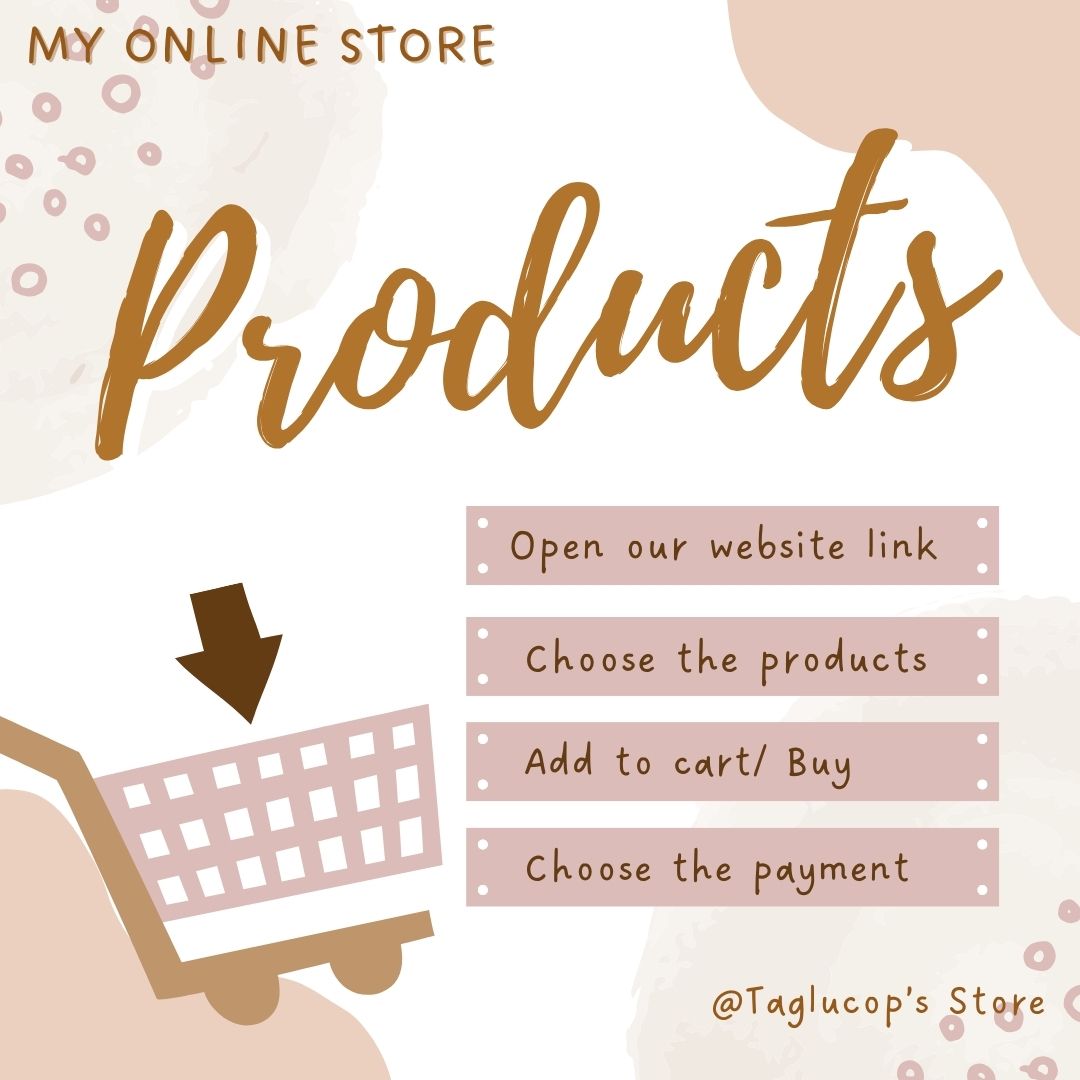 MY ONLINE STORE
Products
Open our website link
Choose the products
Add to cart/ Buy
Choose the payment
@Taglucop's Store